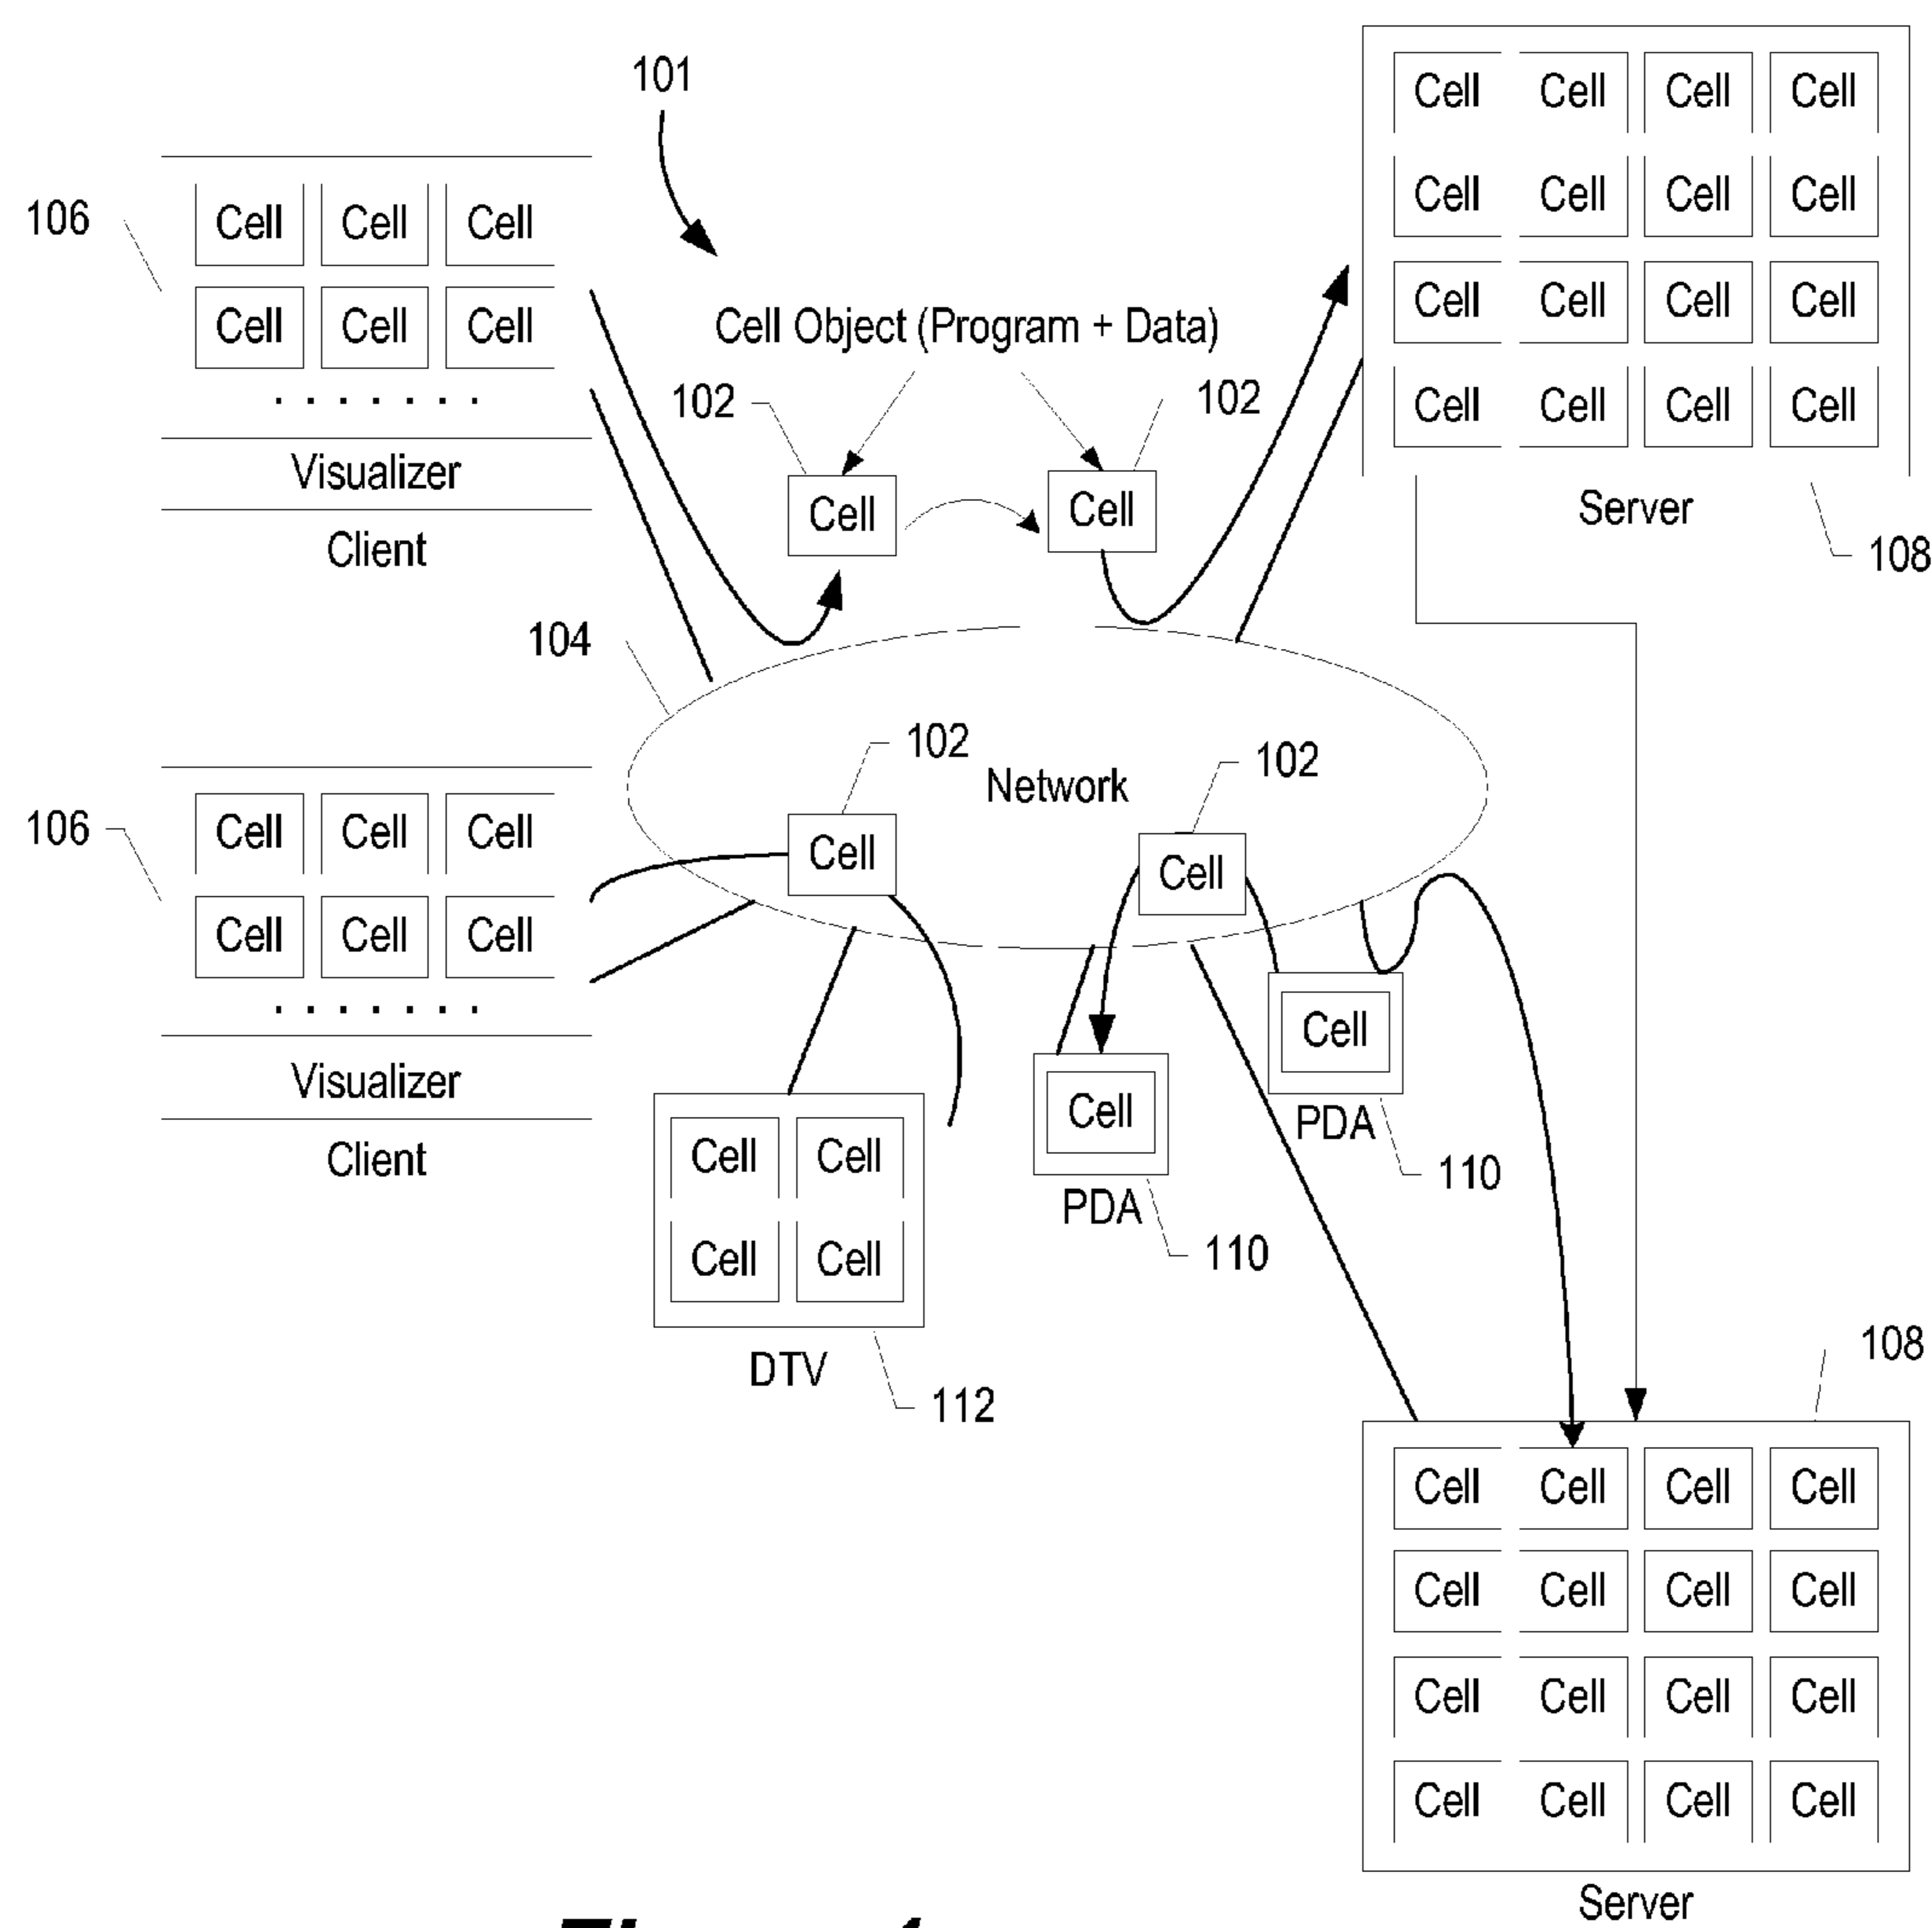 101
Cell Cell Cell Cell
Cell Cell Cell Cell
Cell Cell Cell Cell
Cell Cell Cell Cell
Server
108
106
Cell Cell Cell
Cell Cell Cell
. . . . . . .
Visualizer
Client
Cell Object (Program + Data)
102
102
Cell
Cell
104
Network
102
102
Cell
Cell
106
Cell Cell Cell
Cell Cell Cell
. . . . . . .
Visualizer
Client
Cell Cell
Cell Cell
DTV
112
Cell
PDA
110
Cell
PDA
110
108
Cell Cell Cell Cell
Cell Cell Cell Cell
Cell Cell Cell Cell
Cell Cell Cell Cell
Server